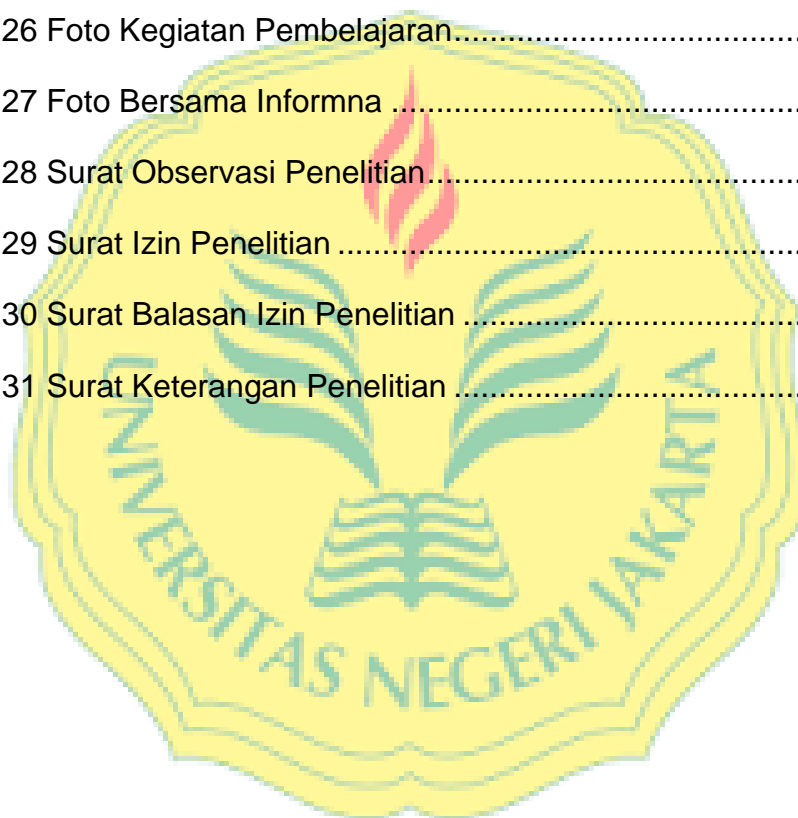 26 Foto Kegiatan Pembelajaran.......................................
27 Foto Bersama Informna ..............................................
28 Surat Observasi Penelitian..........................................
29 Surat Izin Penelitian ....................................................
30 Surat Balasan Izin Penelitian ......................................
31 Surat Keterangan Penelitian .......................................
UNIVERSITAS NEGERI JAKARTA